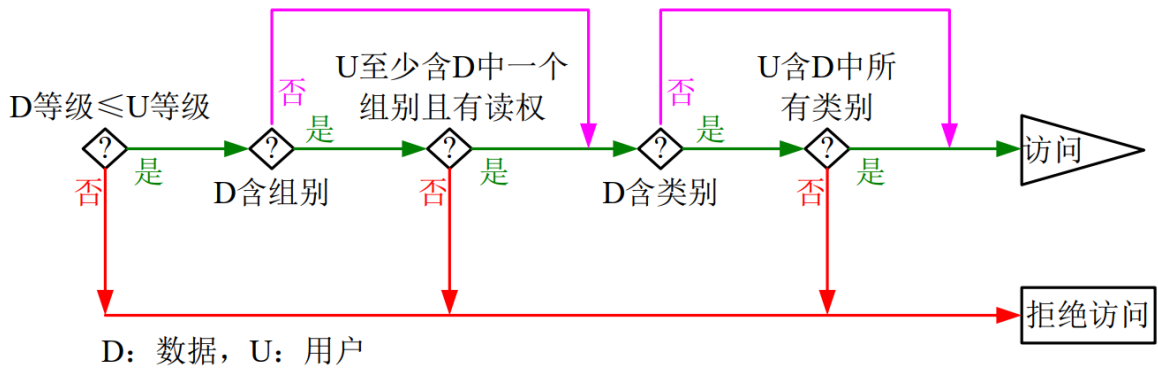 D等级≤U等级
?
是
否
D含组别
?
否
是
U至少含D中一个
组别且有读权
?
是
否
D含类别
?
否
是
U含D中所
有类别
?
是
否
访问
拒绝访问
D：数据，U：用户